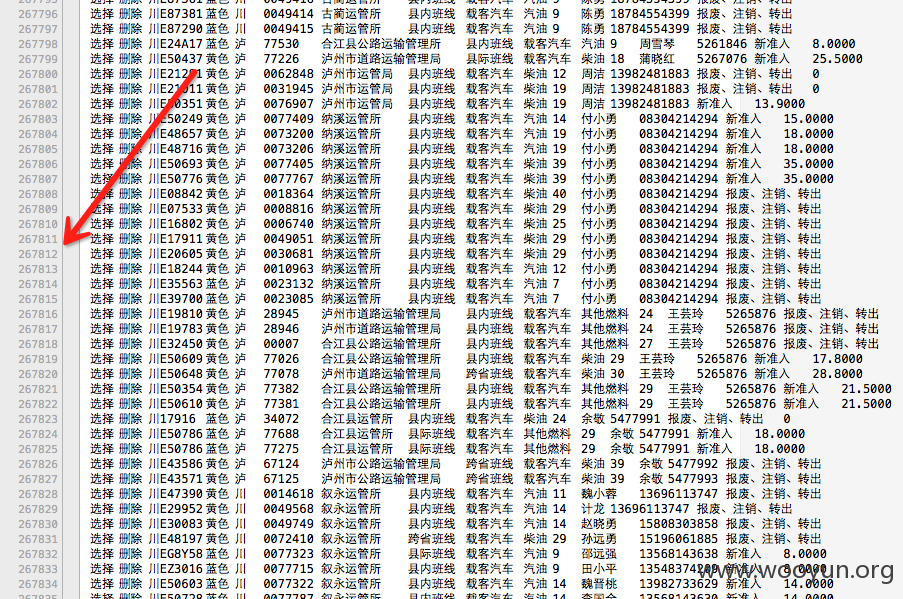 267796 选择 删除 川E87381 蓝色 川 0049414 古蔺运管所 县内班线 载客汽车 汽油 9 陈勇 18784554399 报废、注销、转出
267797 选择 删除 川E87290 蓝色 川 0049415 古蔺运管所 县内班线 载客汽车 汽油 9 陈勇 18784554399 报废、注销、转出
267798 选择 删除 川E24A17 蓝色 泸 77530 合江县公路运输管理所 县内班线 载客汽车 汽油 9 周雪琴 5261846 新准入 8.0000
267799 选择 删除 川E50437 黄色 泸 77226 泸州市道路运输管理局 县际班线 载客汽车 柴油 18 蒲晓红 5267076 新准入 25.5000
267800 选择 删除 黄色 泸 0062848 泸州市运管局 县内班线 载客汽车 柴油 12 周洁 13982481883 报废、注销、转出 0
267801 选择 删除 黄色 泸 0031945 泸州市运管局 县内班线 载客汽车 柴油 19 周洁 13982481883 报废、注销、转出 0
267802 选择 删除 黄色 泸 0076907 泸州市运管局 县内班线 载客汽车 柴油 19 周洁 13982481883 新准入 13.9000
267803 选择 删除 川E50249 黄色 泸 0077409 纳溪运管所 县内班线 载客汽车 汽油 14 付小勇 08304214294 新准入 15.0000
267804 选择 删除 川E48657 黄色 泸 0073200 纳溪运管所 县内班线 载客汽车 汽油 19 付小勇 08304214294 新准入 18.0000
267805 选择 删除 川E48716 黄色 泸 0073206 纳溪运管所 县内班线 载客汽车 汽油 19 付小勇 08304214294 新准入 18.0000
267806 选择 删除 川E50693 黄色 泸 0077405 纳溪运管所 县内班线 载客汽车 柴油 39 付小勇 08304214294 新准入 35.0000
267807 选择 删除 川E50776 黄色 泸 0077767 纳溪运管所 县内班线 载客汽车 柴油 39 付小勇 08304214294 新准入 35.0000
267808 选择 删除 川E08842 黄色 泸 0018364 纳溪运管所 县内班线 载客汽车 柴油 40 付小勇 08304214294 报废、注销、转出
267809 选择 删除 川E07533 黄色 泸 0008816 纳溪运管所 县内班线 载客汽车 柴油 29 付小勇 08304214294 报废、注销、转出
267810 选择 删除 川E16802 黄色 泸 0006740 纳溪运管所 县内班线 载客汽车 柴油 25 付小勇 08304214294 报废、注销、转出
267811 选择 删除 川E17911 黄色 泸 0049051 纳溪运管所 县内班线 载客汽车 柴油 29 付小勇 08304214294 报废、注销、转出
267812 选择 删除 川E20605 黄色 泸 0030681 纳溪运管所 县内班线 载客汽车 柴油 29 付小勇 08304214294 报废、注销、转出
267813 选择 删除 川E18244 黄色 泸 0010963 纳溪运管所 县内班线 载客汽车 汽油 12 付小勇 08304214294 报废、注销、转出
267814 选择 删除 川E35563 蓝色 泸 0023132 纳溪运管所 县内班线 载客汽车 汽油 7 付小勇 08304214294 报废、注销、转出
267815 选择 删除 川E39700 蓝色 泸 0023085 纳溪运管所 县内班线 载客汽车 汽油 7 付小勇 08304214294 报废、注销、转出
267816 选择 删除 川E19810 黄色 泸 28945 泸州市道路运输管理局 县内班线 载客汽车 其他燃料 24 王芸玲 5265876 报废、注销、转出
267817 选择 删除 川E19783 黄色 泸 28946 泸州市道路运输管理局 县内班线 载客汽车 其他燃料 24 王芸玲 5265876 报废、注销、转出
267818 选择 删除 川E32450 黄色 泸 00007 合江县公路运输管理所 县内班线 载客汽车 其他燃料 27 王芸玲 5265876 报废、注销、转出
267819 选择 删除 川E50609 黄色 泸 77026 合江县公路运输管理所 县内班线 载客汽车 柴油 29 王芸玲 5265876 新准入 17.8000
267820 选择 删除 川E50648 黄色 泸 77078 泸州市道路运输管理局 跨省班线 载客汽车 柴油 30 王芸玲 5265876 新准入 28.8000
267821 选择 删除 川E50354 黄色 泸 77382 合江县公路运输管理所 县内班线 载客汽车 其他燃料 29 王芸玲 5265876 新准入 21.5000
267822 选择 删除 川E50610 黄色 泸 77381 合江县公路运输管理所 县内班线 载客汽车 其他燃料 29 王芸玲 5265876 新准入 21.5000
267823 选择 删除 川17916 蓝色 泸 34072 合江县运管所 县内班线 载客汽车 柴油 24 余敬 5477991 报废、注销、转出 0
267824 选择 删除 川E50786 黄色 泸 77688 合江县运管所 县际班线 载客汽车 其他燃料 29 余敬 5477991 新准入 18.0000
267825 选择 删除 川E50786 蓝色 泸 77275 合江县运管所 县际班线 载客汽车 其他燃料 29 余敬 5477991 新准入 18.0000
267826 选择 删除 川E43586 黄色 泸 67124 泸州市公路运输管理局 跨省班线 载客汽车 柴油 39 余敬 5477992 报废、注销、转出
267827 选择 删除 川E43571 黄色 泸 67125 泸州市公路运输管理局 跨省班线 载客汽车 柴油 39 余敬 5477993 报废、注销、转出
267828 选择 删除 川E47390 黄色 川 0014618 叙永运管所 县内班线 载客汽车 汽油 11 魏小蓉 13696113747 报废、注销、转出
267829 选择 删除 川E29952 黄色 川 0049568 叙永运管所 县内班线 载客汽车 汽油 14 计龙 13696113747 报废、注销、转出
267830 选择 删除 川E30083 黄色 川 0049749 叙永运管所 县内班线 载客汽车 汽油 14 赵晓勇 15808303858 报废、注销、转出
267831 选择 删除 川E48197 黄色 川 0072410 叙永运管所 跨省班线 载客汽车 柴油 29 孙远勇 15196061885 报废、注销、转出
267832 选择 删除 川EG8Y58 蓝色 川 0077323 叙永运管所 县际班线 载客汽车 汽油 9 邵远强 13568143638 新准入 8.0000
267833 选择 删除 川EZ3016 蓝色 川 0077715 叙永运管所 县内班线 载客汽车 汽油 9 田小平 新准入 8.0000
267834 选择 删除 川E50603 蓝色 川 0077322 叙永运管所 县内班线 载客汽车 汽油 14 魏晋桃 13982733629 新准入 14.0000
www.wooyun.org